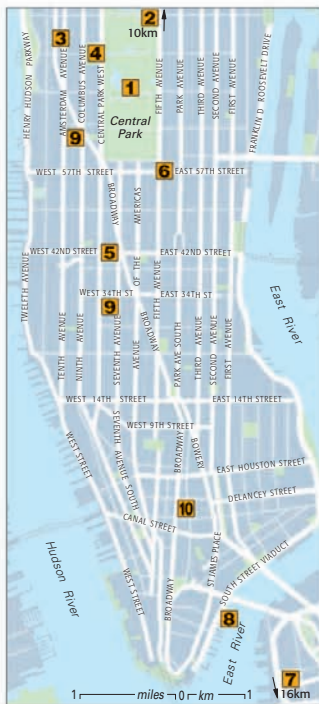 2
10km
3
4
1
HENRY HUDSON PARKWAY
AMSTERDAM AVENUE
COLUMBUS AVENUE
CENTRAL PARK WEST
Central
Park
FIFTH AVENUE
PARK AVENUE
THIRD AVENUE
SECOND AVENUE
FIRST AVENUE
FRANKLIN D ROOSEVELT DRIVE
9
6
WEST 57TH STREET
EAST 57TH STREET
BROADWAY
AVENUE OF THE AMERICAS
WEST 42ND STREET
5
EAST 42ND STREET
TWELFTH AVENUE
WEST 34TH ST
EAST 34TH ST
9
FIFTH AVENUE
BROADWAY
East River
TENTH AVENUE
NINTH AVENUE
SEVENTH AVENUE
PARK AVE SOUTH
THIRD AVENUE
SECOND AVENUE
FIRST AVENUE
WEST 14TH STREET
EAST 14TH STREET
WEST STREET
SEVENTH AVENUE SOUTH
WEST 9TH STREET
BROADWAY
BOWERY
EAST HOUSTON STREET
DELANCEY STREET
10
CANAL STREET
Hudson River
WEST STREET
BROADWAY
ST JAMES PLACE
SOUTH STREET VIADUCT
8
East River
7
16km
1 miles 0 km 1